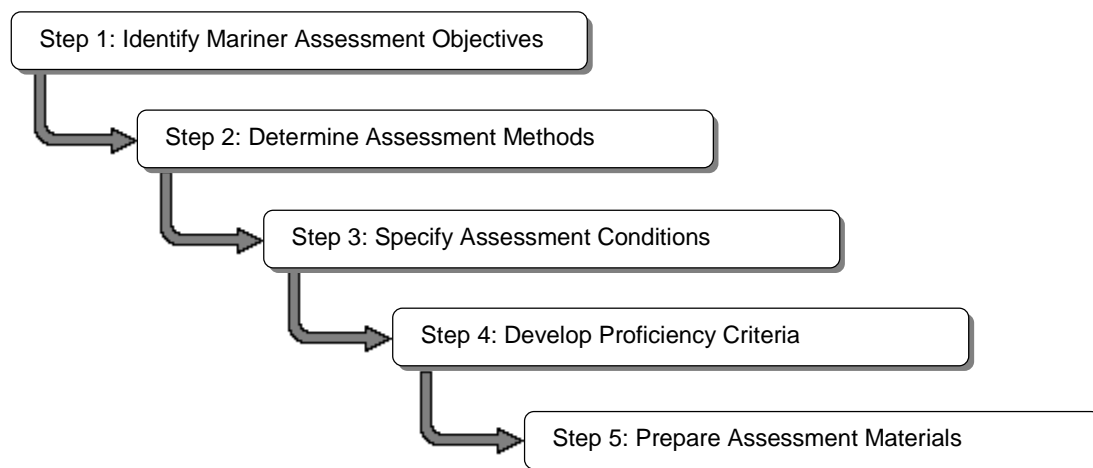 Step 1: Identify Mariner Assessment Objectives
Step 2: Determine Assessment Methods
Step 3: Specify Assessment Conditions
Step 4: Develop Proficiency Criteria
Step 5: Prepare Assessment Materials